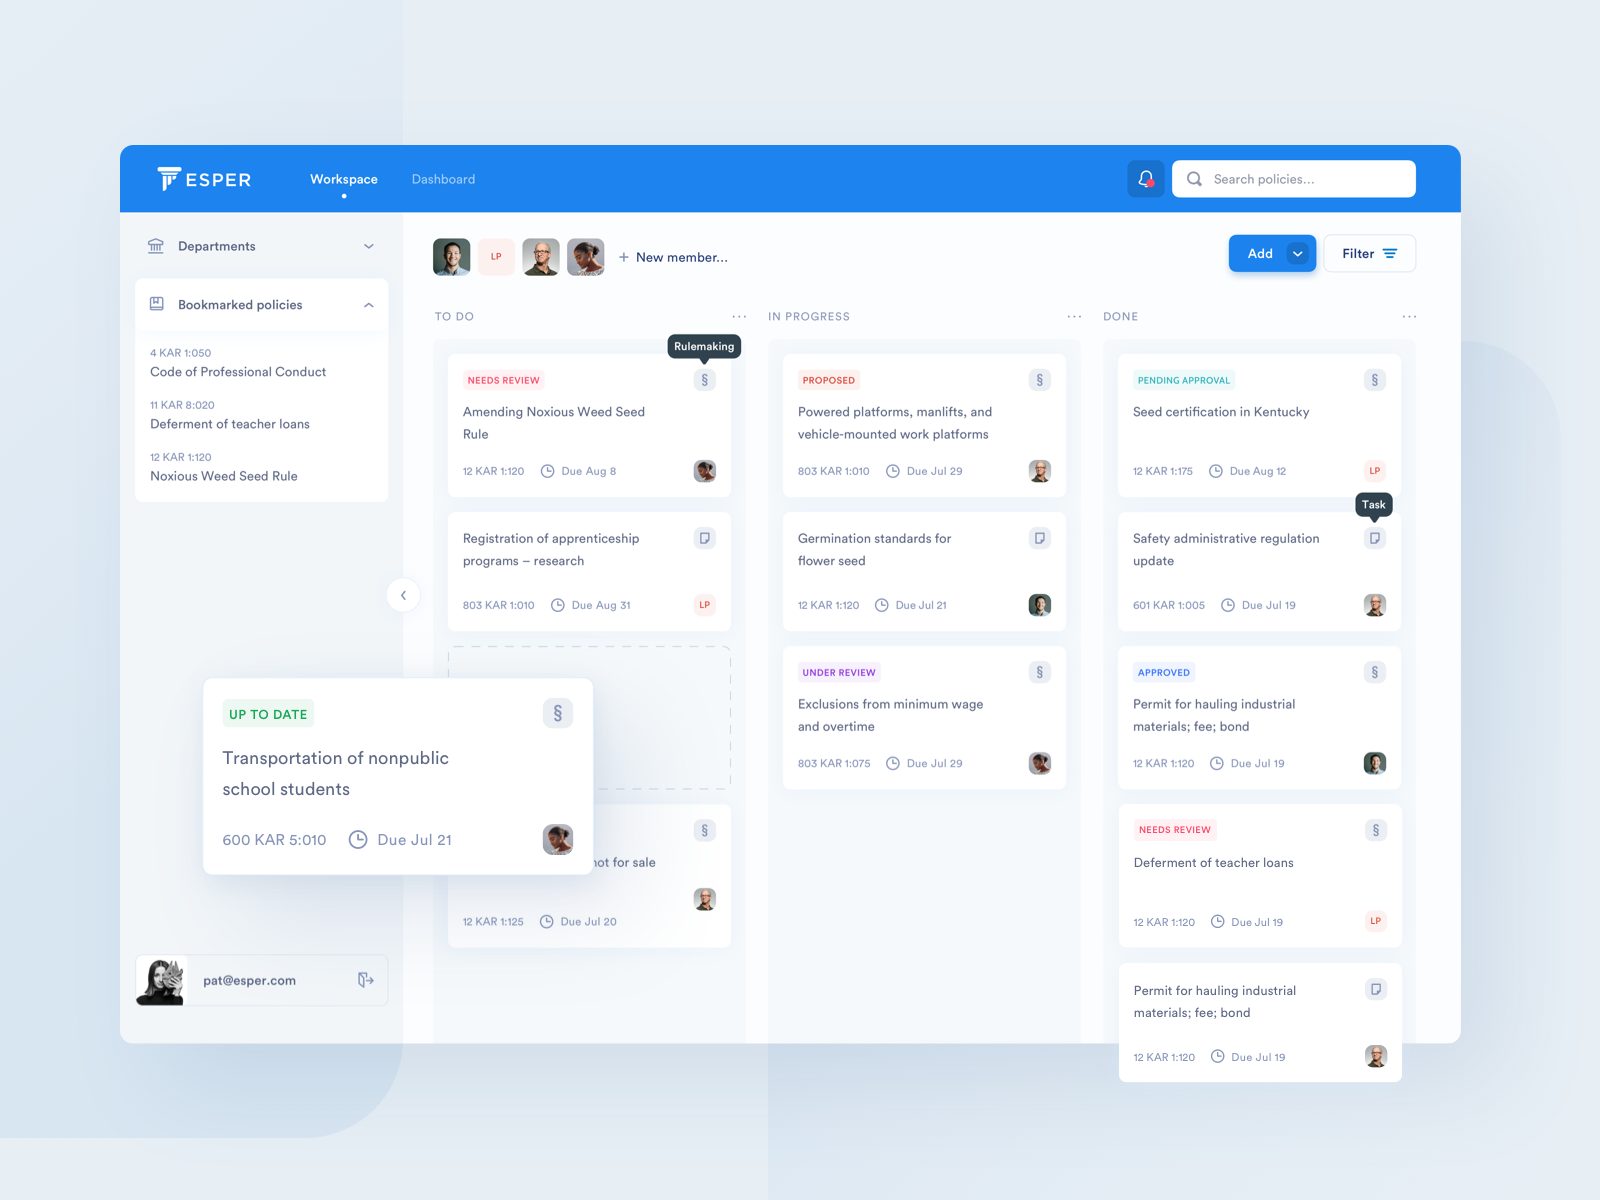 ESPER
Workspace
Dashboard
Search policies...
Departments
Bookmarked policies
4 KAR 1:050
Code of Professional Conduct
11 KAR 8:020
Deferment of teacher loans
12 KAR 1:120
Noxious Weed Seed Rule
pat@esper.com
LP
+ New member...
Add
Filter
TO DO
Rulemaking
NEEDS REVIEW
§
Amending Noxious Weed Seed
Rule
12 KAR 1:120
Due Aug 8
Registration of apprenticeship
programs – research
803 KAR 1:010
Due Aug 31
LP
UP TO DATE
§
Transportation of nonpublic
school students
600 KAR 5:010
Due Jul 21
§
not for sale
12 KAR 1:125
Due Jul 20
IN PROGRESS
PROPOSED
§
Powered platforms, manlifts, and
vehicle-mounted work platforms
803 KAR 1:010
Due Jul 29
Germination standards for
flower seed
12 KAR 1:120
Due Jul 21
UNDER REVIEW
§
Exclusions from minimum wage
and overtime
803 KAR 1:075
Due Jul 29
DONE
PENDING APPROVAL
§
Seed certification in Kentucky
12 KAR 1:175
Due Aug 12
LP
Task
Safety administrative regulation
update
601 KAR 1:005
Due Jul 19
APPROVED
§
Permit for hauling industrial
materials; fee; bond
12 KAR 1:120
Due Jul 19
NEEDS REVIEW
§
Deferment of teacher loans
12 KAR 1:120
Due Jul 19
LP
Permit for hauling industrial
materials; fee; bond
12 KAR 1:120
Due Jul 19